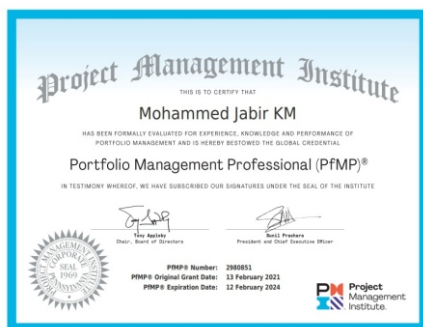 Project Management Institute
THIS IS TO CERTIFY THAT
Mohammed Jabir KM
HAS BEEN FORMALLY EVALUATED FOR EXPERIENCE, KNOWLEDGE AND PERFORMANCE OF
PORTFOLIO MANAGEMENT AND IS HEREBY BESTOWED THE GLOBAL CREDENTIAL
Portfolio Management Professional (PfMP)®
IN TESTIMONY WHEREOF, WE HAVE SUBSCRIBED OUR SIGNATURES UNDER THE SEAL OF THE INSTITUTE
Tony Appleby
Chair, Board of Directors
Sunil Prashara
President and Chief Executive Officer
PfMP® Number: 2980851
PfMP® Original Grant Date: 13 February 2021
PfMP® Expiration Date: 12 February 2024
CORPORATE
SEAL
1969
PENNSYLVANIA
Project
Management
Institute.